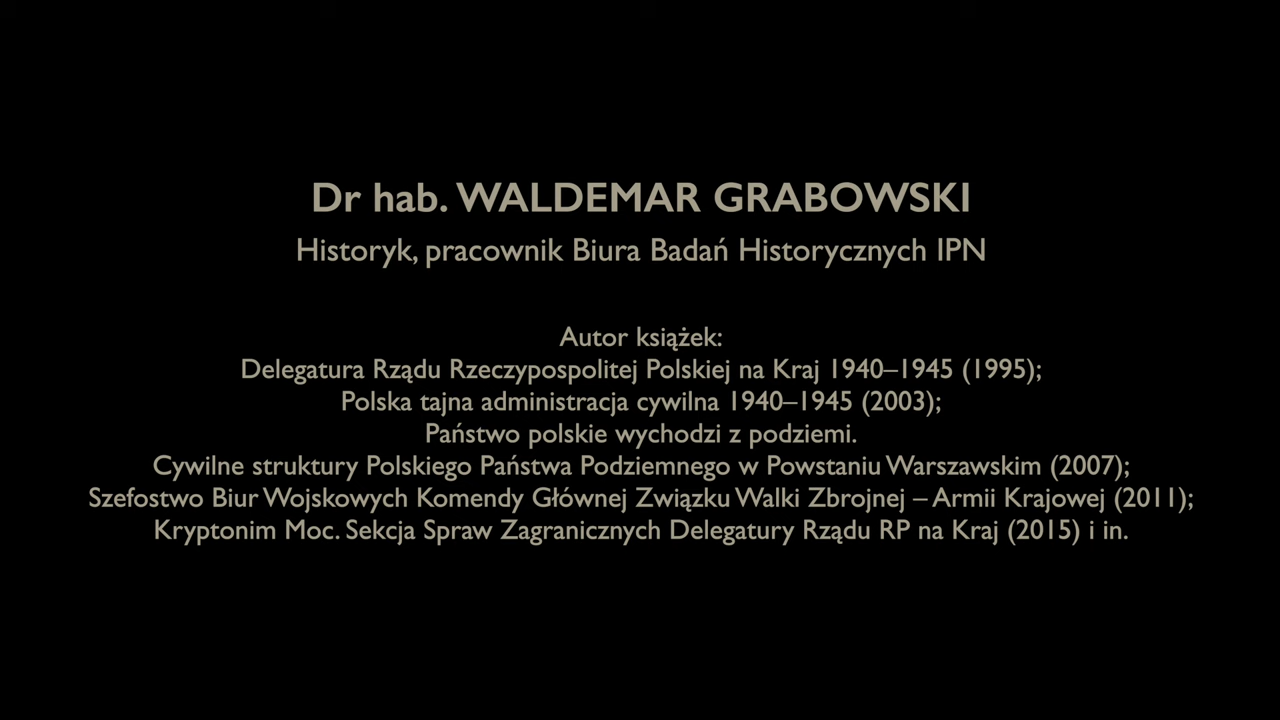 Dr hab. WALDEMAR GRABOWSKI
Historyk, pracownik Biura Badań Historycznych IPN
Autor książek:
Delegatura Rządu Rzeczypospolitej Polskiej na Kraj 1940–1945 (1995);
Polska tajna administracja cywilna 1940–1945 (2003);
Państwo polskie wychodzi z podziemi.
Cywilne struktury Polskiego Państwa Podziemnego w Powstaniu Warszawskim (2007);
Szefostwo Biur Wojskowych Komendy Głównej Związku Walki Zbrojnej – Armii Krajowej (2011);
Kryptonim Moc. Sekcja Spraw Zagranicznych Delegatury Rządu RP na Kraj (2015) i in.